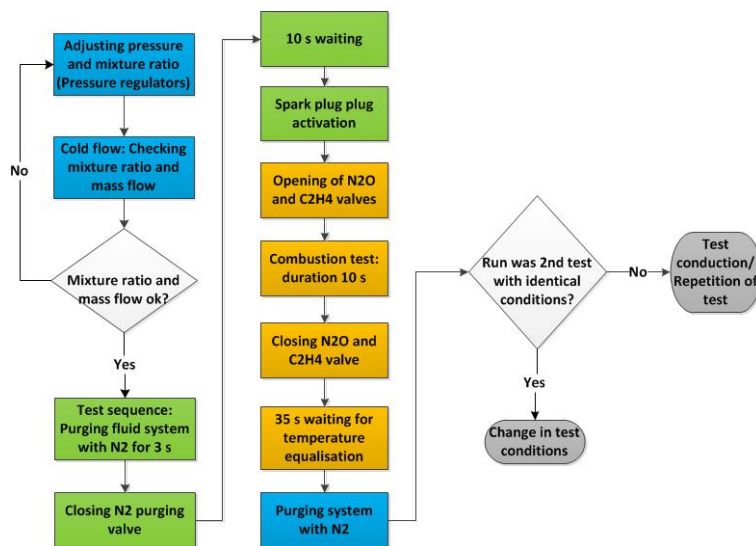 Adjusting pressure
and mixture ratio
(Pressure regulators)
Cold flow: Checking
mixture ratio and
mass flow
No
Mixture ratio and
mass flow ok?
Yes
Test sequence:
Purging fluid system
with N2 for 3 s
Closing N2 purging
valve
10 s waiting
Spark plug plug
activation
Opening of N2O
and C2H4 valves
Combustion test:
duration 10 s
Closing N2O and
C2H4 valve
35 s waiting for
temperature
equalisation
Purging system
with N2
Run was 2nd test
with identical
conditions?
No
Test
conduction/
Repetition of
test
Yes
Change in test
conditions